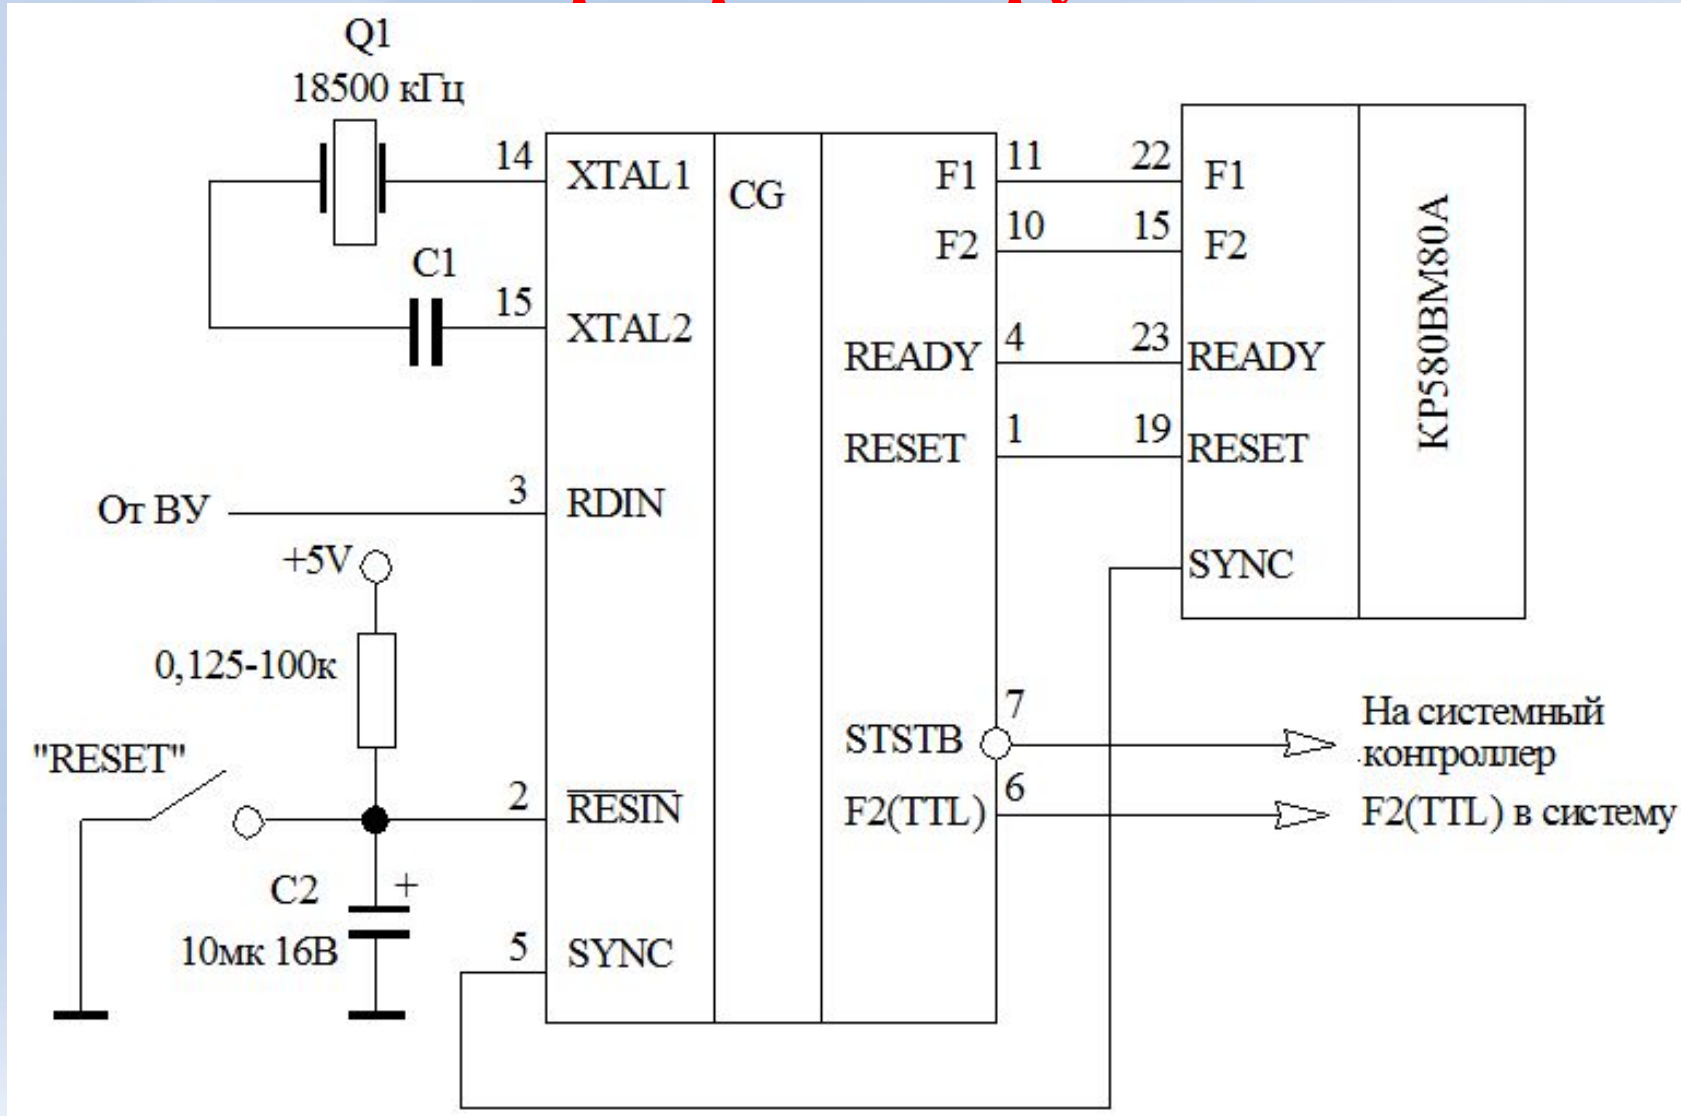 Q1
18500 кГц
14
XTAL1
CG
F1
11
22
F1
F2
10
15
F2
C1
15
XTAL2
READY
4
23
READY
RESET
1
19
RESET
КР580ВМ80А
От ВУ
3
RDIN
+5V
SYNC
0,125-100к
"RESET"
2
RESIN
STSTB
7
На системный
контроллер
F2(TTL)
6
F2(TTL) в систему
C2
+
10мк 16В
5
SYNC